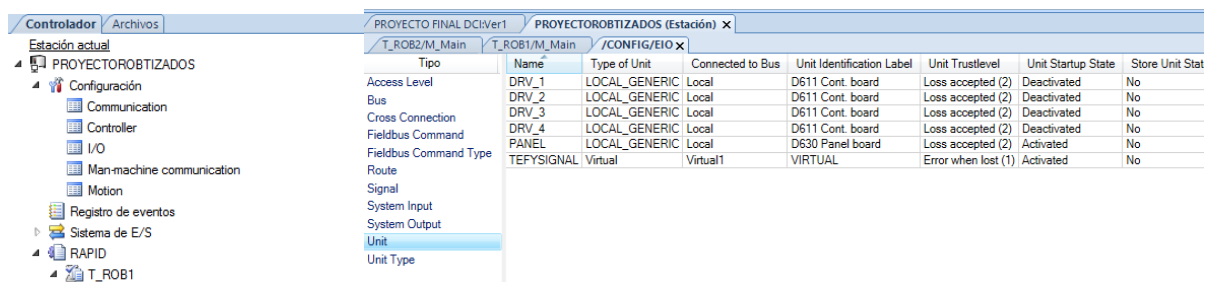 Controlador Archivos
Estación actual
PROYECTOROBTIZADOS
Configuración
Communication
Controller
I/O
Man-machine communication
Motion
Registro de eventos
Sistema de E/S
RAPID
T_ROB1
PROYECTO FINAL DCI:Ver1 PROYECTOROBTIZADOS (Estación) X
T_ROB2/M_Main T_ROB1/M_Main /CONFIG/EIO X
Tipo
Access Level
Bus
Cross Connection
Fieldbus Command
Fieldbus Command Type
Route
Signal
System Input
System Output
Unit
Unit Type
Name Type of Unit Connected to Bus Unit Identification Label Unit Trustlevel Unit Startup State Store Unit Stat
DRV_1 LOCAL_GENERIC Local D611 Cont. board Loss accepted (2) Deactivated No
DRV_2 LOCAL_GENERIC Local D611 Cont. board Loss accepted (2) Deactivated No
DRV_3 LOCAL_GENERIC Local D611 Cont. board Loss accepted (2) Deactivated No
DRV_4 LOCAL_GENERIC Local D611 Cont. board Loss accepted (2) Deactivated No
PANEL LOCAL_GENERIC Local D630 Panel board Loss accepted (2) Activated No
TEFYSIGNAL Virtual Virtual1 VIRTUAL Error when lost (1) Activated No